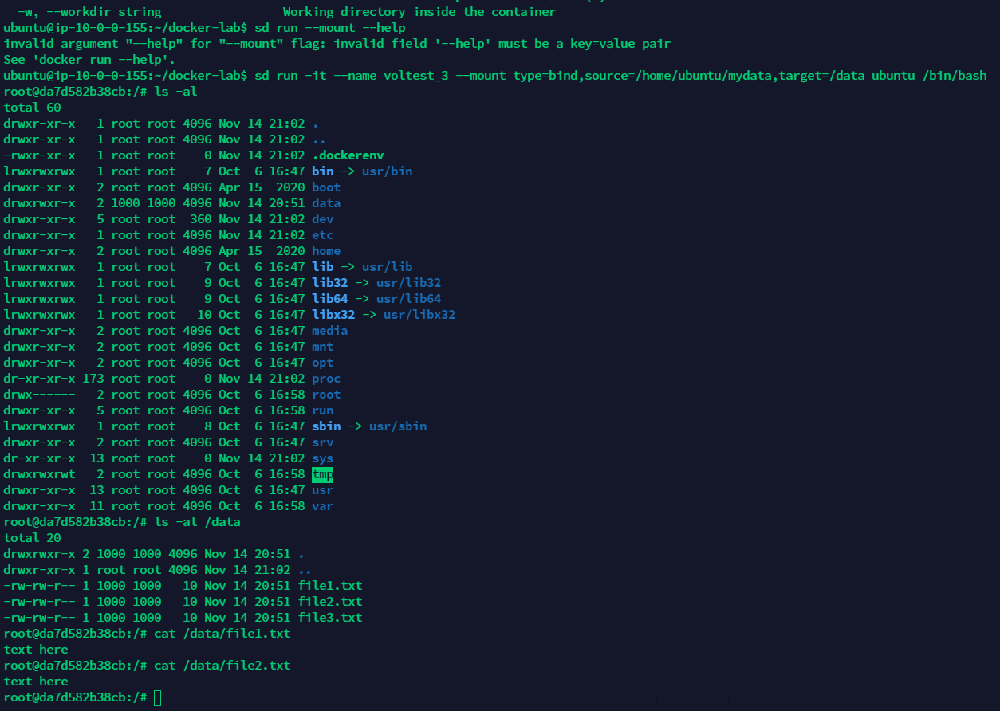 -w, --workdir string                 Working directory inside the container
ubuntu@ip-10-0-0-155:~/docker-lab$ sd run --mount --help
invalid argument "--help" for "--mount" flag: invalid field '--help' must be a key=value pair
See 'docker run --help'.
ubuntu@ip-10-0-0-155:~/docker-lab$ sd run -it --name voltest_3 --mount type=bind,source=/home/ubuntu/mydata,target=/data ubuntu /bin/bash
root@da7d582b38cb:/# ls -al
total 60
drwxr-xr-x   1 root root 4096 Nov 14 21:02 .
drwxr-xr-x   1 root root 4096 Nov 14 21:02 ..
-rwxr-xr-x   1 root root    0 Nov 14 21:02 .dockerenv
lrwxrwxrwx   1 root root    7 Oct  6 16:47 bin -> usr/bin
drwxr-xr-x   2 root root 4096 Apr 15  2020 boot
drwxrwxr-x   2 1000 1000 4096 Nov 14 20:51 data
drwxr-xr-x   5 root root  360 Nov 14 21:02 dev
drwxr-xr-x   1 root root 4096 Nov 14 21:02 etc
drwxr-xr-x   2 root root 4096 Apr 15  2020 home
lrwxrwxrwx   1 root root    7 Oct  6 16:47 lib -> usr/lib
lrwxrwxrwx   1 root root    9 Oct  6 16:47 lib32 -> usr/lib32
lrwxrwxrwx   1 root root    9 Oct  6 16:47 lib64 -> usr/lib64
lrwxrwxrwx   1 root root   10 Oct  6 16:47 libx32 -> usr/libx32
drwxr-xr-x   2 root root 4096 Oct  6 16:47 media
drwxr-xr-x   2 root root 4096 Oct  6 16:47 mnt
drwxr-xr-x   2 root root 4096 Oct  6 16:47 opt
dr-xr-xr-x 173 root root    0 Nov 14 21:02 proc
drwx------   2 root root 4096 Oct  6 16:58 root
drwxr-xr-x   5 root root 4096 Oct  6 16:58 run
lrwxrwxrwx   1 root root    8 Oct  6 16:47 sbin -> usr/sbin
drwxr-xr-x   2 root root 4096 Oct  6 16:47 srv
dr-xr-xr-x  13 root root    0 Nov 14 21:02 sys
drwxrwxrwt   2 root root 4096 Oct  6 16:58 tmp
drwxr-xr-x  13 root root 4096 Oct  6 16:47 usr
drwxr-xr-x  11 root root 4096 Oct  6 16:58 var
root@da7d582b38cb:/# ls -al /data
total 20
drwxrwxr-x 2 1000 1000 4096 Nov 14 20:51 .
drwxr-xr-x 1 root root 4096 Nov 14 21:02 ..
-rw-rw-r-- 1 1000 1000   10 Nov 14 20:51 file1.txt
-rw-rw-r-- 1 1000 1000   10 Nov 14 20:51 file2.txt
-rw-rw-r-- 1 1000 1000   10 Nov 14 20:51 file3.txt
root@da7d582b38cb:/# cat /data/file1.txt
text here
root@da7d582b38cb:/# cat /data/file2.txt
text here
root@da7d582b38cb:/#